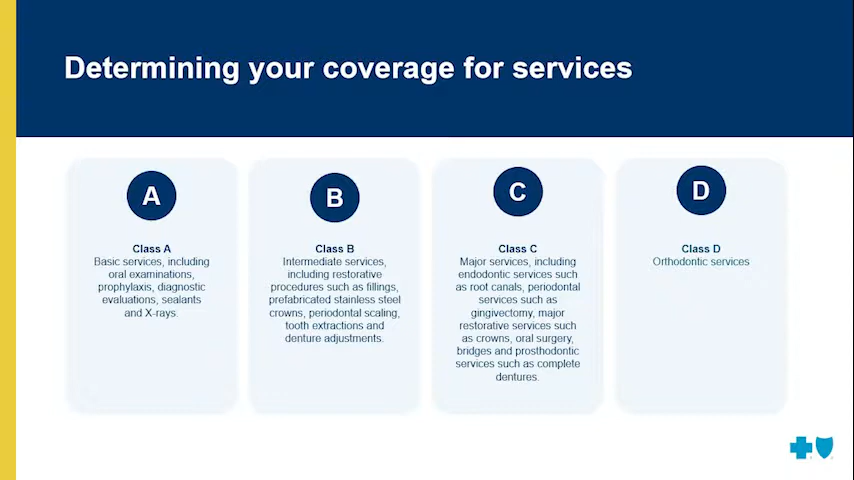 Determining your coverage for services
A
Class A
Basic services, including
oral examinations,
prophylaxis, diagnostic
evaluations, sealants
and X-rays.
B
Class B
Intermediate services,
including restorative
procedures such as fillings,
prefabricated stainless steel
crowns, periodontal scaling,
tooth extractions and
denture adjustments.
C
Class C
Major services, including
endodontic services such
as root canals, periodontal
services such as
gingivectomy, major
restorative services such
as crowns, oral surgery,
bridges and prosthodontic
services such as complete
dentures.
D
Class D
Orthodontic services